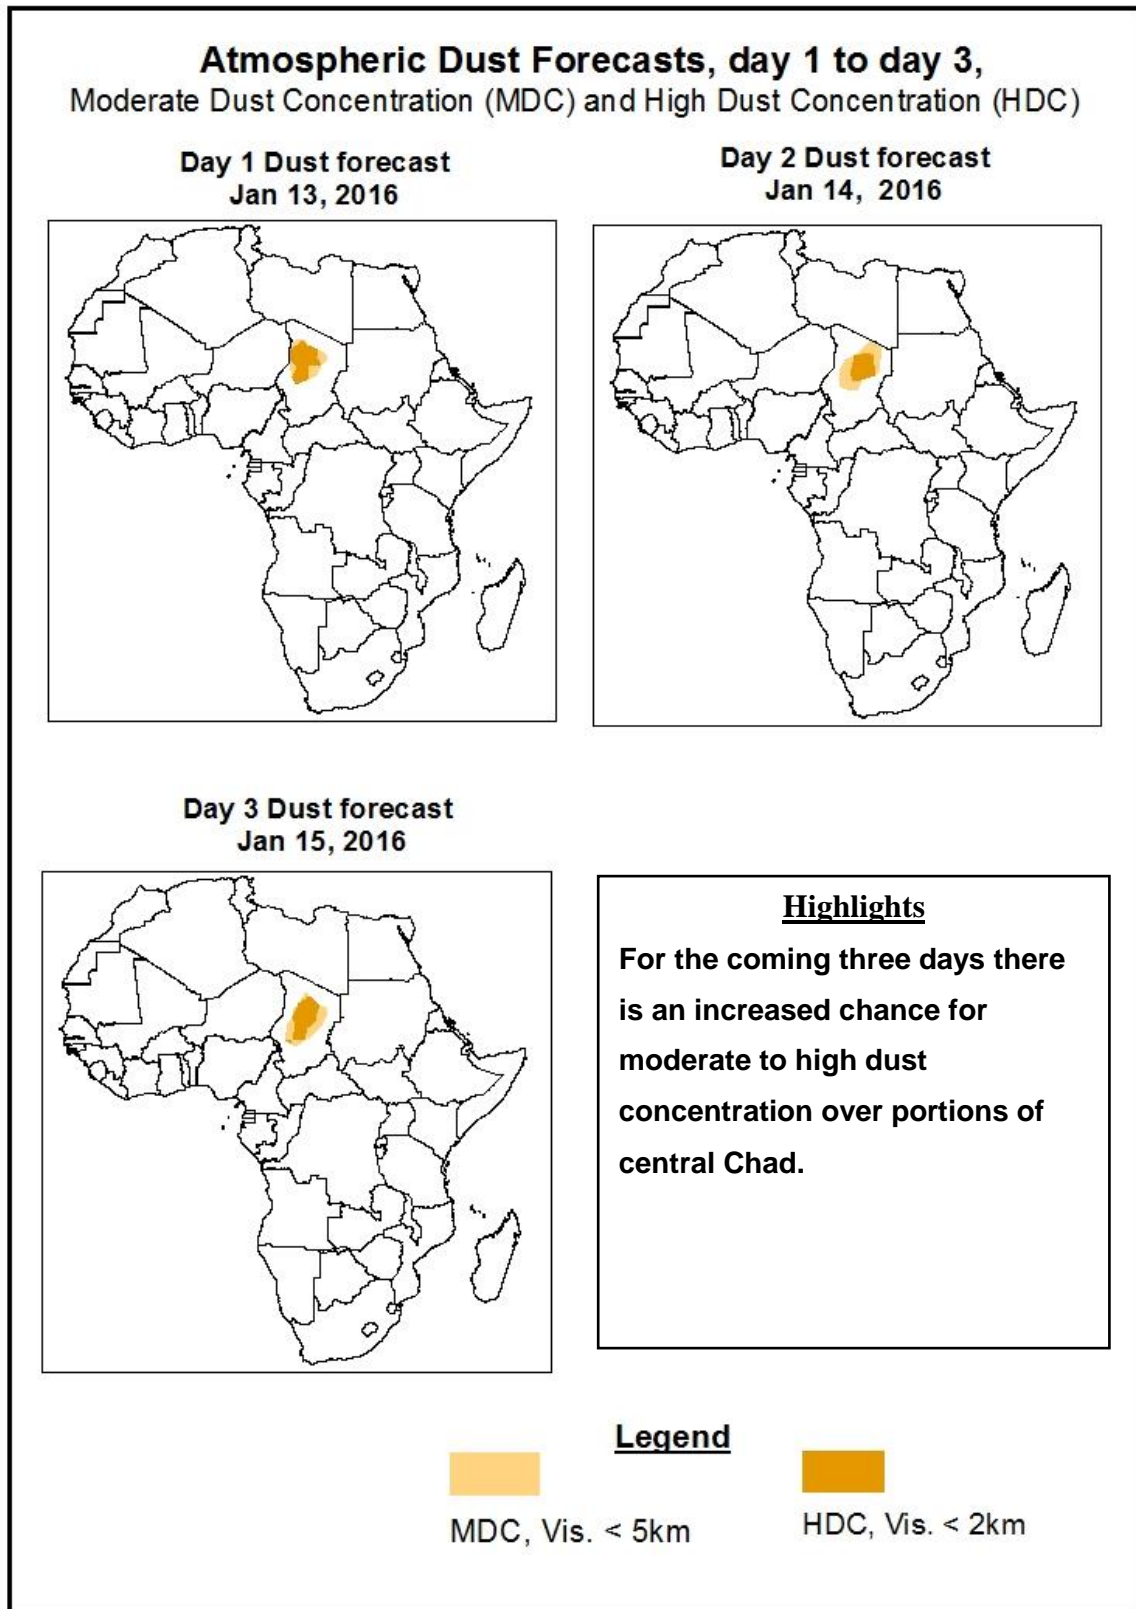 Atmospheric Dust Forecasts, day 1 to day 3,
Moderate Dust Concentration (MDC) and High Dust Concentration (HDC)
Day 1 Dust forecast
Jan 13, 2016
Day 2 Dust forecast
Jan 14, 2016
Day 3 Dust forecast
Jan 15, 2016
Highlights
For the coming three days there
is an increased chance for
moderate to high dust
concentration over portions of
central Chad.
Legend
MDC, Vis. < 5km
HDC, Vis. < 2km